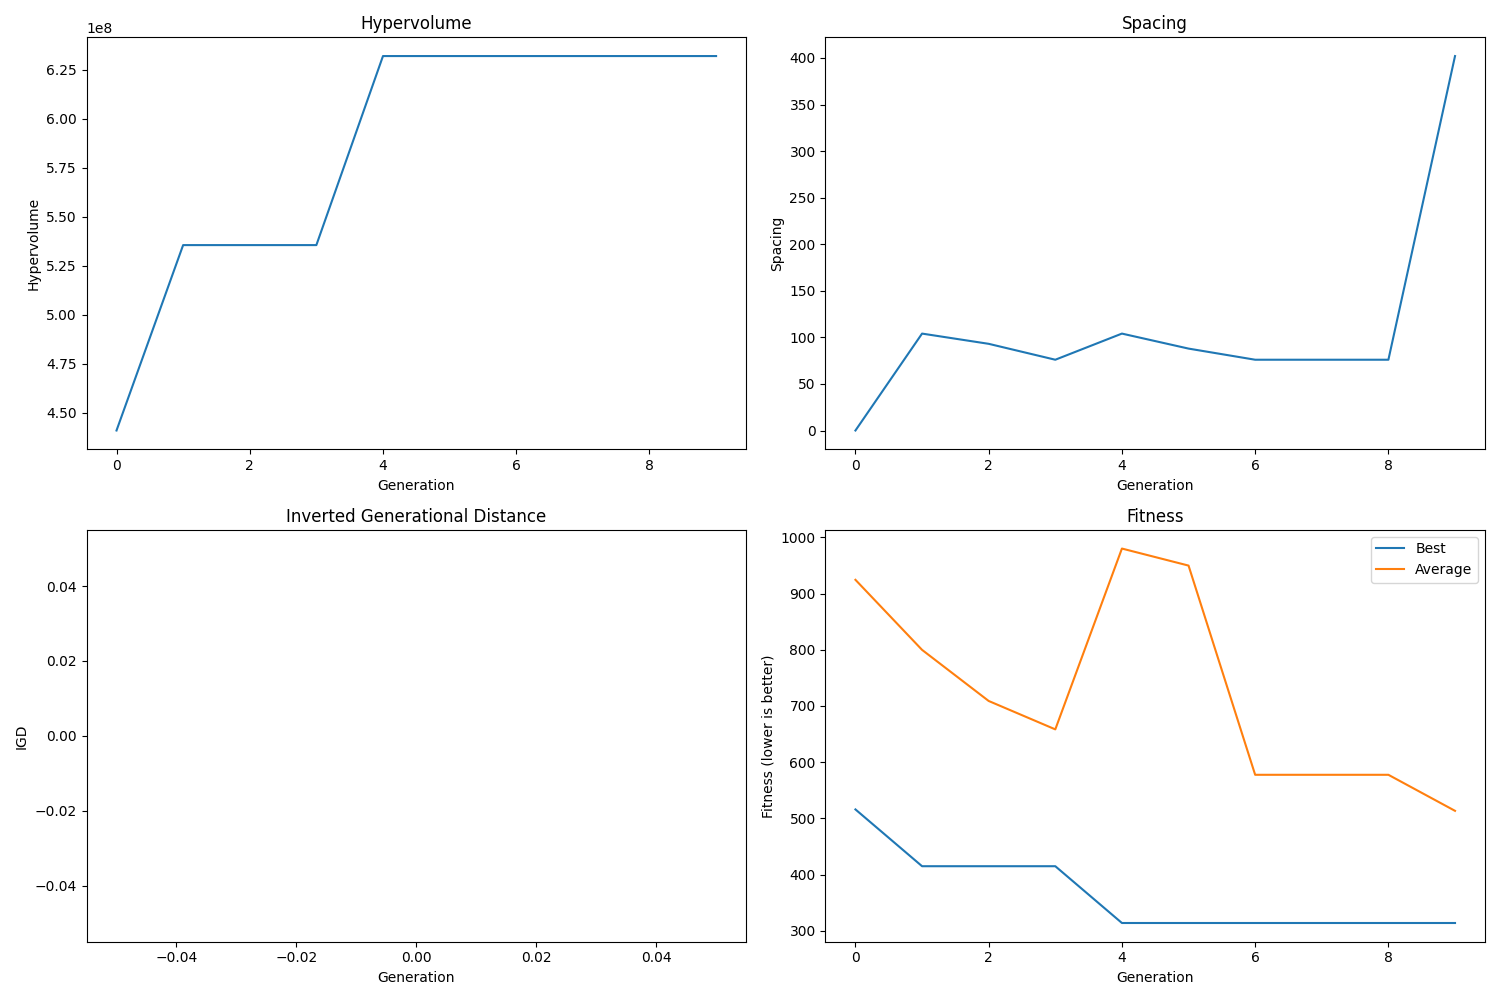 Hypervolume
1e8
6.25
6.00
5.75
5.50
5.25
5.00
4.75
4.50
Hypervolume
0 2 4 6 8
Generation
Spacing
400
350
300
250
200
150
100
50
0
Spacing
0 2 4 6 8
Generation
Inverted Generational Distance
0.04
0.02
0.00
−0.02
−0.04
IGD
−0.04 −0.02 0.00 0.02 0.04
Generation
Fitness
1000
900
800
700
600
500
400
300
Fitness (lower is better)
Best
Average
0 2 4 6 8
Generation